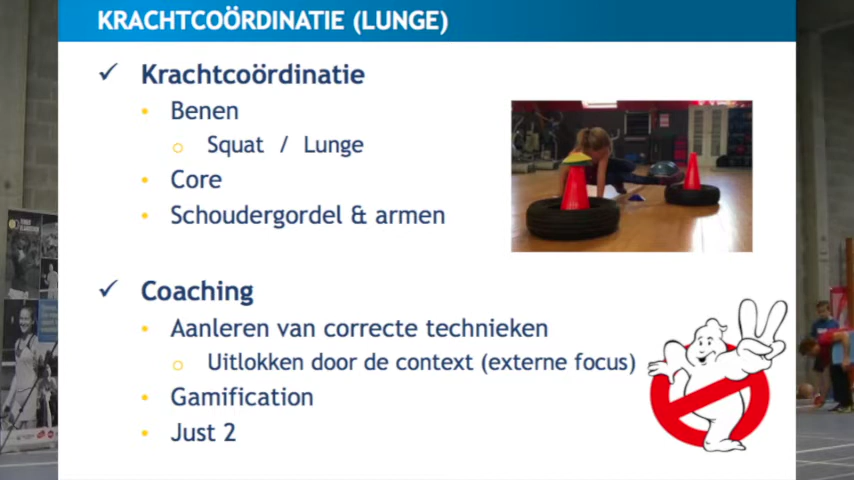 KRACHTCOÖRDINATIE (LUNGE)
✓ Krachtcoördinatie
• Benen
o Squat / Lunge
• Core
• Schoudergordel & armen
✓ Coaching
• Aanleren van correcte technieken
o Uitlokken door de context (externe focus)
• Gamification
• Just 2